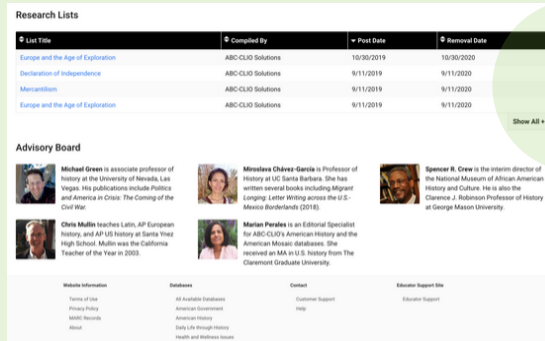 Research Lists
List Title Compiled By Post Date Removal Date
Europe and the Age of Exploration ABC-CLIO Solutions 10/30/2019 10/30/2020
Declaration of Independence ABC-CLIO Solutions 9/11/2019 9/11/2020
Mercantilism ABC-CLIO Solutions 9/11/2019 9/11/2020
Europe and the Age of Exploration ABC-CLIO Solutions 9/11/2019 9/11/2020
Show All +
Advisory Board
Michael Green is associate professor of
history at the University of Nevada, Las
Vegas. His publications include Politics
and America in Crisis: The Coming of the
Civil War.
Miroslava Chávez-García is Professor of
History at UC Santa Barbara. She has
written several books including Migrant
Longing: Letter Writing across the U.S.-
Mexico Borderlands (2018).
Spencer R. Crew is the interim director of
the National Museum of African American
History and Culture. He is also the
Clarence J. Robinson Professor of History
at George Mason University.
Chris Mullin teaches Latin, AP European
history, and AP US history at Santa Ynez
High School. Mullin was the California
Teacher of the Year in 2003.
Marian Perales is an Editorial Specialist
for ABC-CLIO's American History and the
American Mosaic databases. She
received an MA in U.S. history from The
Claremont Graduate University.
Website Information
Terms of Use
Privacy Policy
MARC Records
About
Databases
All Available Databases
American Government
American History
Daily Life through History
Health and Wellness Issues
Contact
Customer Support
Help
Educator Support Site
Educator Support